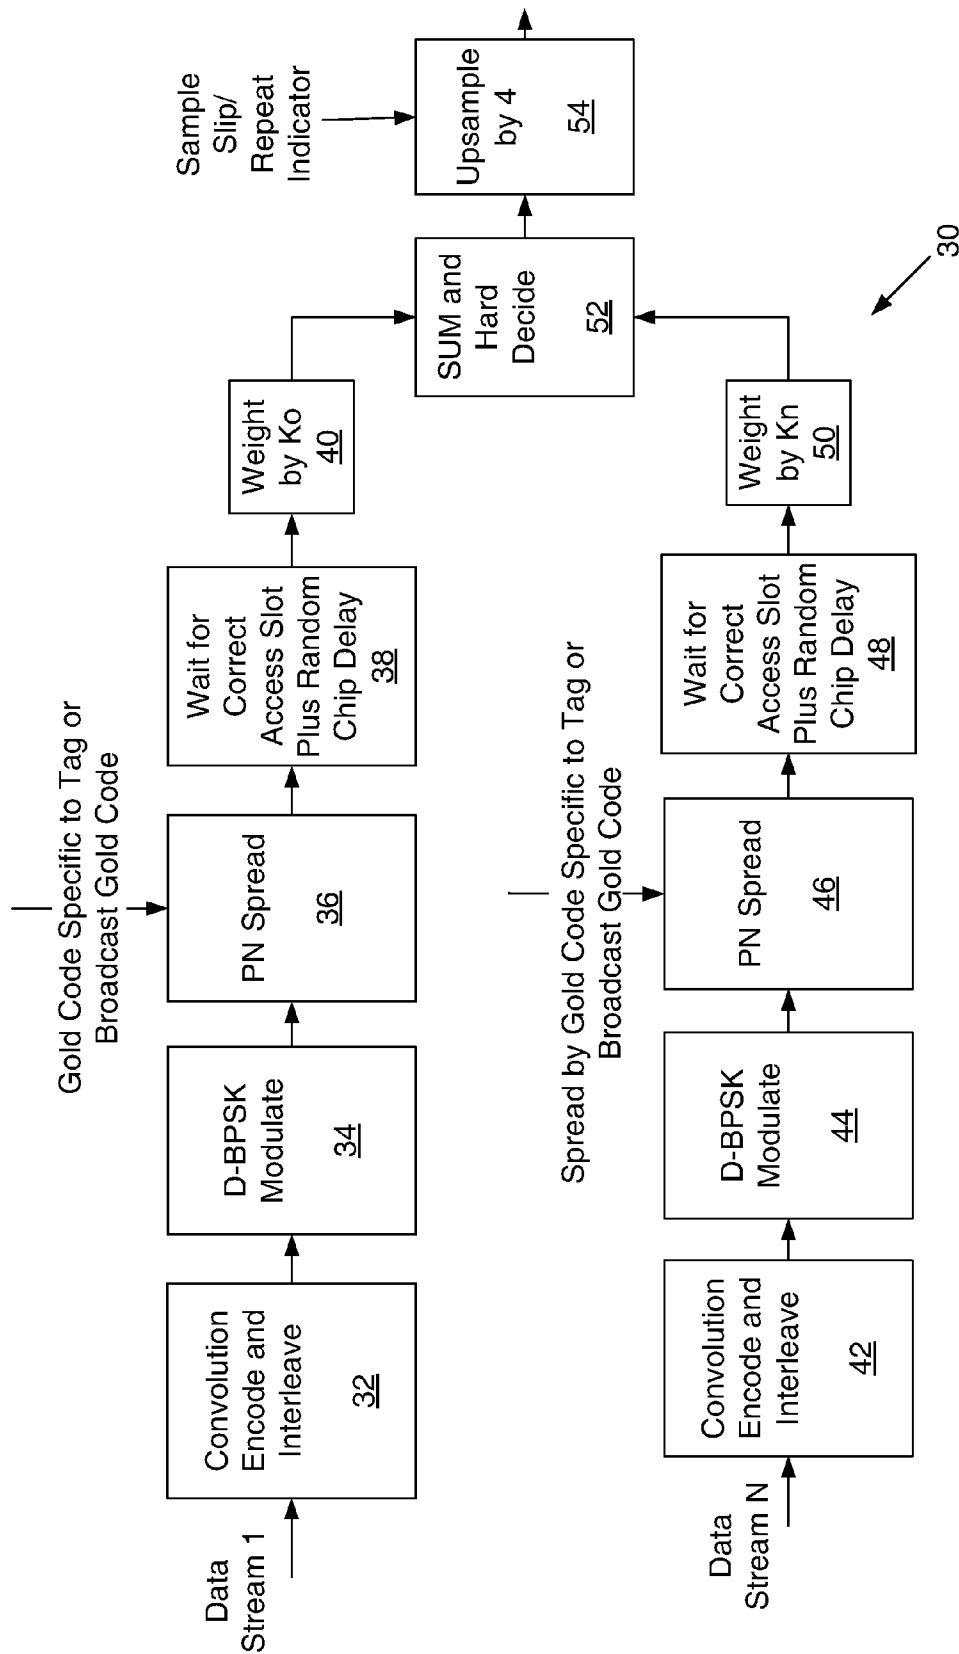 Data
Stream 1
Convolution
Encode and
Interleave
32
D-BPSK
Modulate
34
Gold Code Specific to Tag or
Broadcast Gold Code
PN Spread
36
Wait for
Correct
Access Slot
Plus Random
Chip Delay
38
Weight
by Ko
40
Data
Stream N
Convolution
Encode and
Interleave
42
D-BPSK
Modulate
44
Spread by Gold Code Specific to Tag or
Broadcast Gold Code
PN Spread
46
Wait for
Correct
Access Slot
Plus Random
Chip Delay
48
Weight
by Kn
50
SUM and
Hard
Decide
52
Sample
Slip/
Repeat
Indicator
Upsample
by 4
54
30